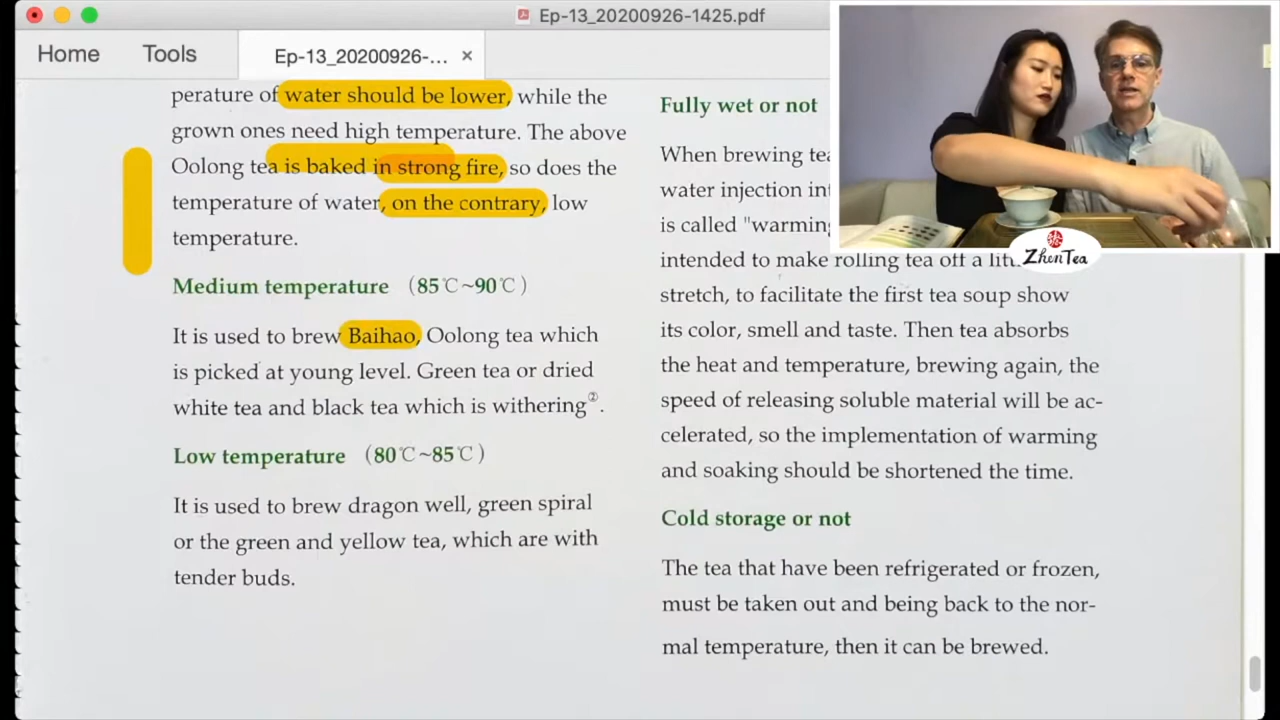 Ep-13_20200926-1425.pdf
Home
Tools
Ep-13_20200926-...
perature of water should be lower, while the
grown ones need high temperature. The above
Oolong tea is baked in strong fire, so does the
temperature of water, on the contrary, low
temperature.
Medium temperature (85℃~90℃)
It is used to brew Baihao, Oolong tea which
is picked at young level. Green tea or dried
white tea and black tea which is withering②.
Low temperature (80℃~85℃)
It is used to brew dragon well, green spiral
or the green and yellow tea, which are with
tender buds.
Fully wet or not
When brewing tea
water injection int
is called "warming
intended to make rolling tea off a litt
stretch, to facilitate the first tea soup show
its color, smell and taste. Then tea absorbs
the heat and temperature, brewing again, the
speed of releasing soluble material will be ac-
celerated, so the implementation of warming
and soaking should be shortened the time.
Cold storage or not
The tea that have been refrigerated or frozen,
must be taken out and being back to the nor-
mal temperature, then it can be brewed.
ZhenTea